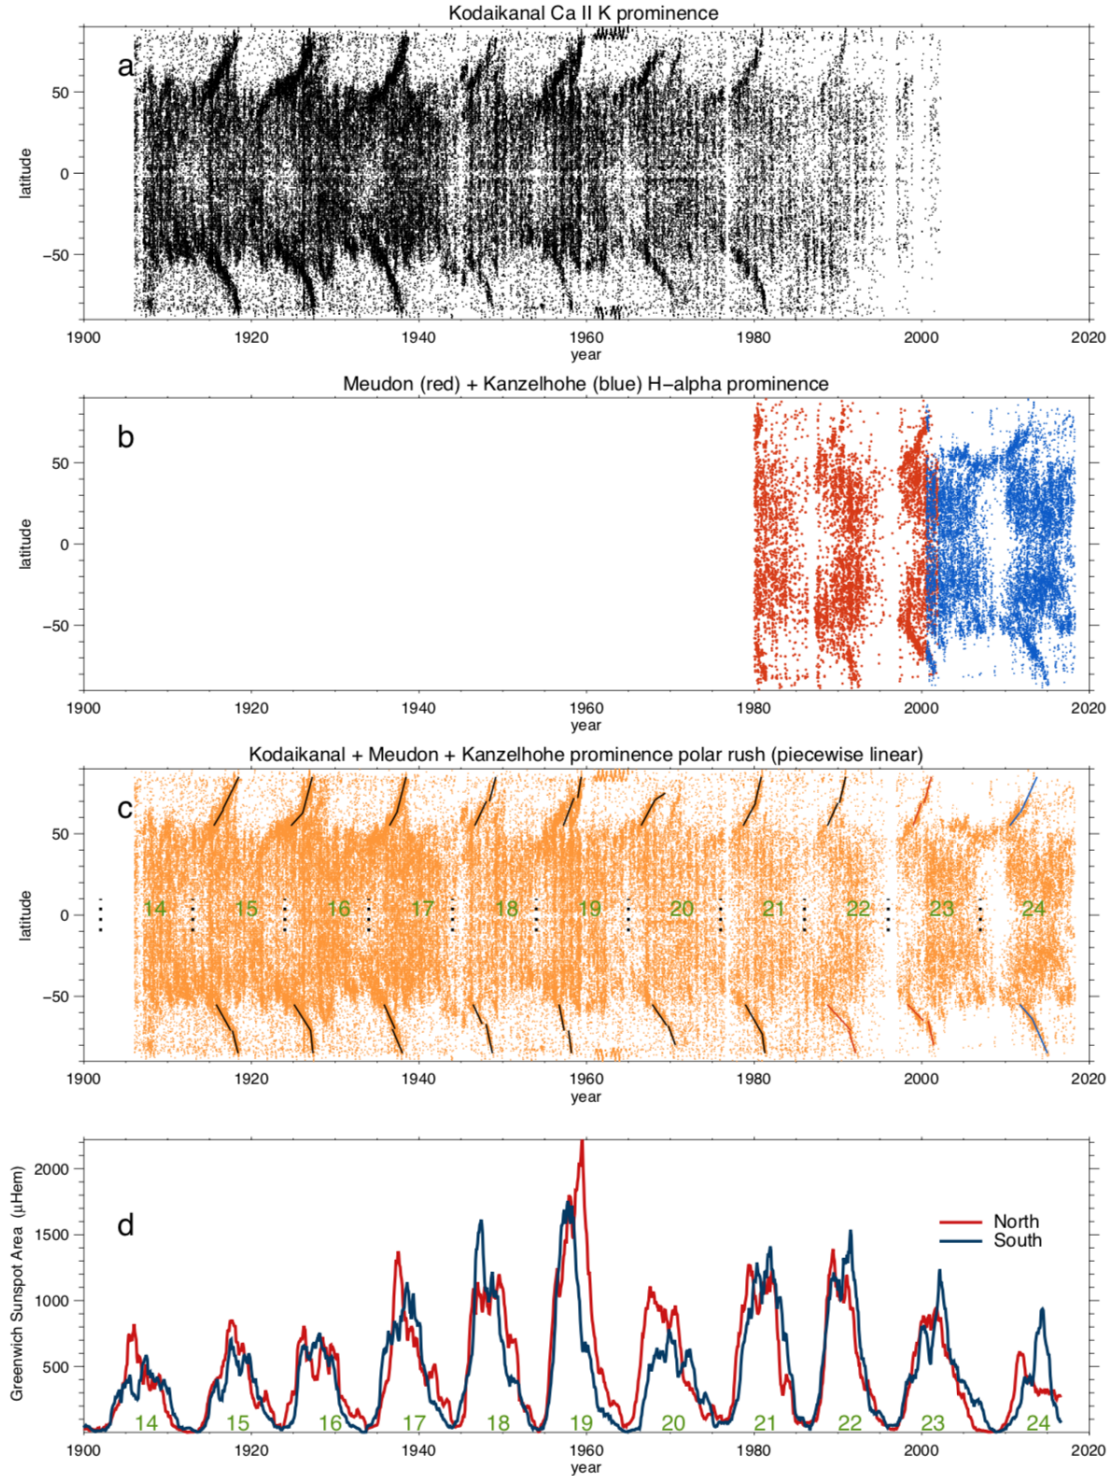 Kodaikanal Ca II K prominence
a
50
0
−50
latitude
1900 1920 1940 1960 1980 2000 2020
year
Meudon (red) + Kanzelhohe (blue) H−alpha prominence
b
50
0
−50
latitude
1900 1920 1940 1960 1980 2000 2020
year
Kodaikanal + Meudon + Kanzelhohe prominence polar rush (piecewise linear)
c
50
0
−50
latitude
14 15 16 17 18 19 20 21 22 23 24
1900 1920 1940 1960 1980 2000 2020
year
d
2000
1500
1000
500
Greenwich Sunspot Area (μHem)
North
South
14 15 16 17 18 19 20 21 22 23 24
1900 1920 1940 1960 1980 2000 2020
year